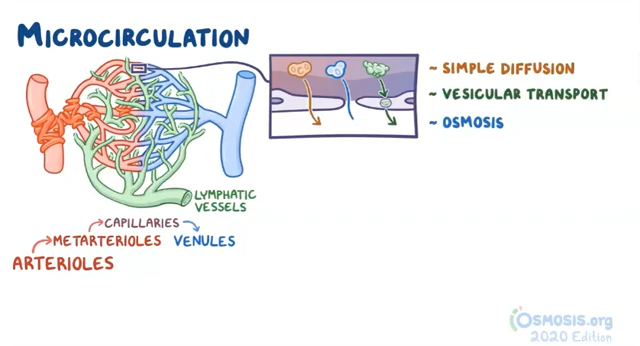 MICROCIRCULATION
~ SIMPLE DIFFUSION
~ VESICULAR TRANSPORT
~ OSMOSIS
LYMPHATIC
VESSELS
CAPILLARIES
METARTERIOLES VENULES
ARTERIOLES
OSMOSIS.org
2020 Edition